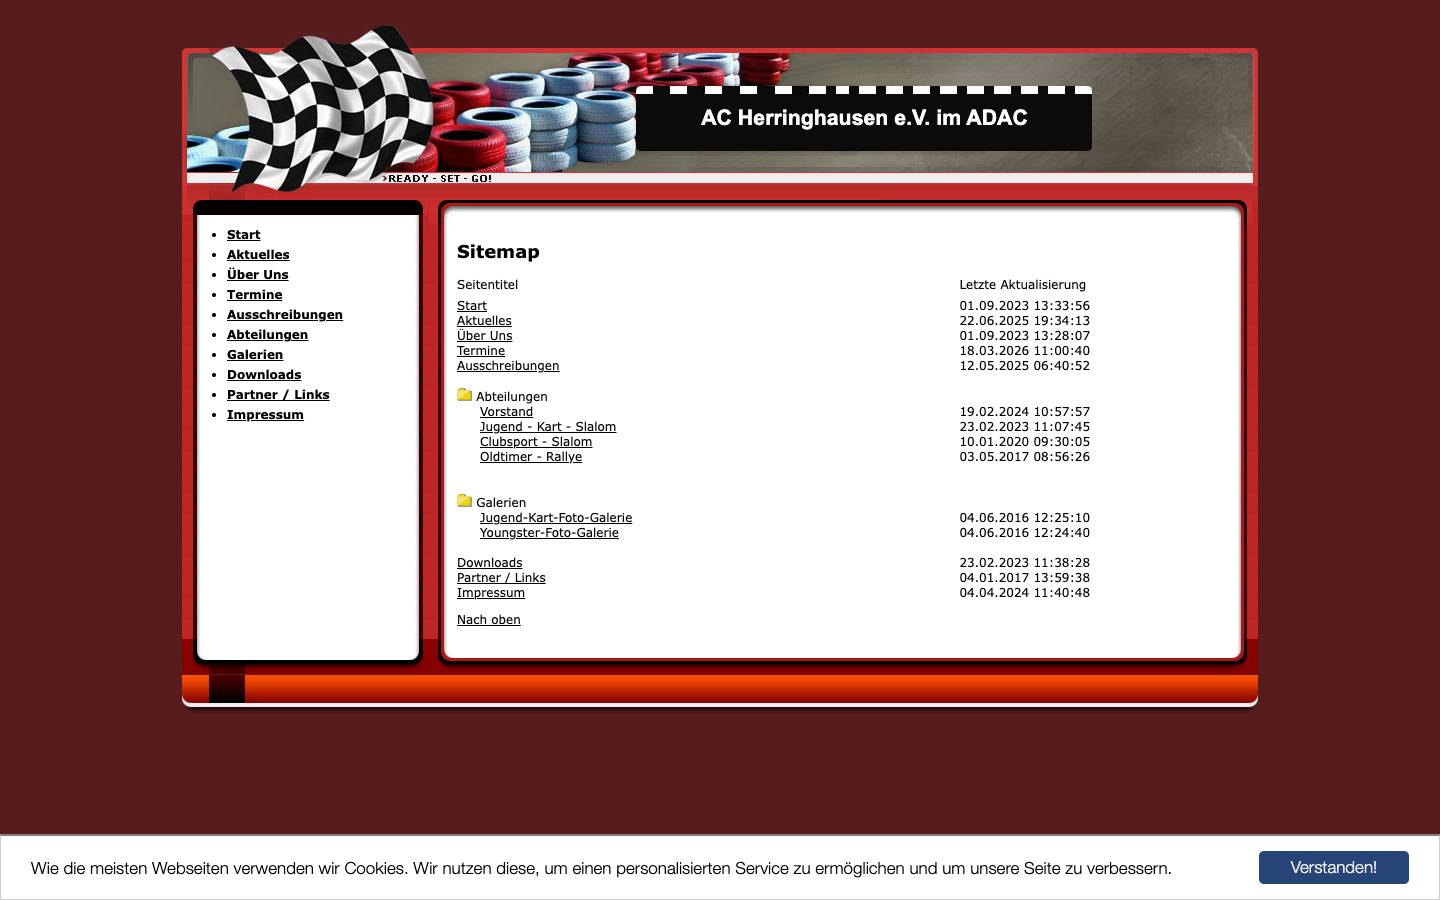 AC Herringhausen e.V. im ADAC
>READY - SET - GO!
Start
Aktuelles
Über Uns
Termine
Ausschreibungen
Abteilungen
Galerien
Downloads
Partner / Links
Impressum
Sitemap
Seitentitel Letzte Aktualisierung
Start 01.09.2023 13:33:56
Aktuelles 22.06.2025 19:34:13
Über Uns 01.09.2023 13:28:07
Termine 18.03.2026 11:00:40
Ausschreibungen 12.05.2025 06:40:52
Abteilungen
Vorstand 19.02.2024 10:57:57
Jugend - Kart - Slalom 23.02.2023 11:07:45
Clubsport - Slalom 10.01.2020 09:30:05
Oldtimer - Rallye 03.05.2017 08:56:26
Galerien
Jugend-Kart-Foto-Galerie 04.06.2016 12:25:10
Youngster-Foto-Galerie 04.06.2016 12:24:40
Downloads 23.02.2023 11:38:28
Partner / Links 04.01.2017 13:59:38
Impressum 04.04.2024 11:40:48
Nach oben
Wie die meisten Webseiten verwenden wir Cookies. Wir nutzen diese, um einen personalisierten Service zu ermöglichen und um unsere Seite zu verbessern.
Verstanden!